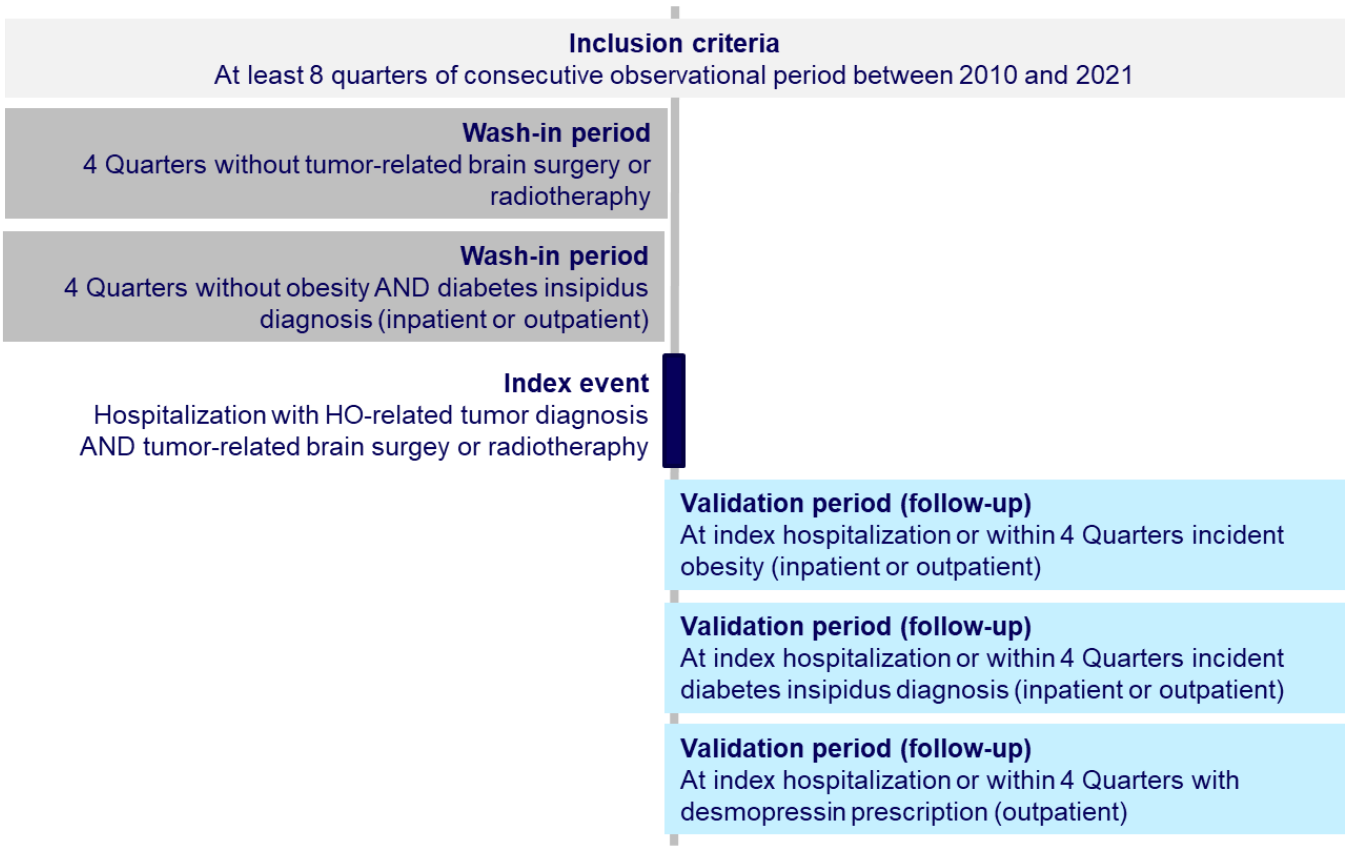 Inclusion criteria
At least 8 quarters of consecutive observational period between 2010 and 2021
Wash-in period
4 Quarters without tumor-related brain surgery or
radiotheraphy
Wash-in period
4 Quarters without obesity AND diabetes insipidus
diagnosis (inpatient or outpatient)
Index event
Hospitalization with HO-related tumor diagnosis
AND tumor-related brain surgey or radiotheraphy
Validation period (follow-up)
At index hospitalization or within 4 Quarters incident
obesity (inpatient or outpatient)
Validation period (follow-up)
At index hospitalization or within 4 Quarters incident
diabetes insipidus diagnosis (inpatient or outpatient)
Validation period (follow-up)
At index hospitalization or within 4 Quarters with
desmopressin prescription (outpatient)